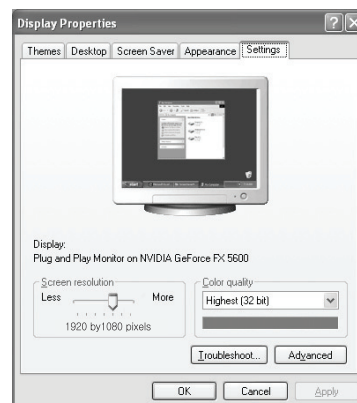 Display Properties
Themes Desktop Screen Saver Appearance Settings
Display:
Plug and Play Monitor on NVIDIA GeForce FX 5600
Screen resolution
Less More
1920 by1080 pixels
Color quality
Highest (32 bit)
Troubleshoot... Advanced
OK Cancel Apply